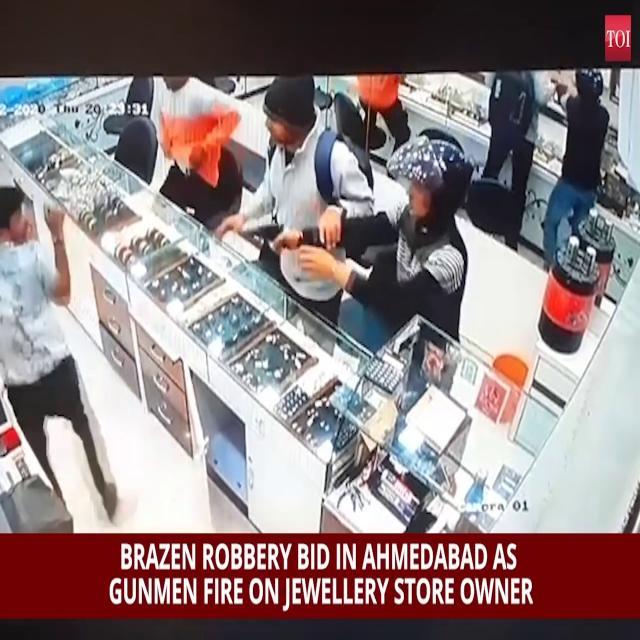 TOI
2-2020 Thu 20:23:31
era 01
BRAZEN ROBBERY BID IN AHMEDABAD AS
GUNMEN FIRE ON JEWELLERY STORE OWNER